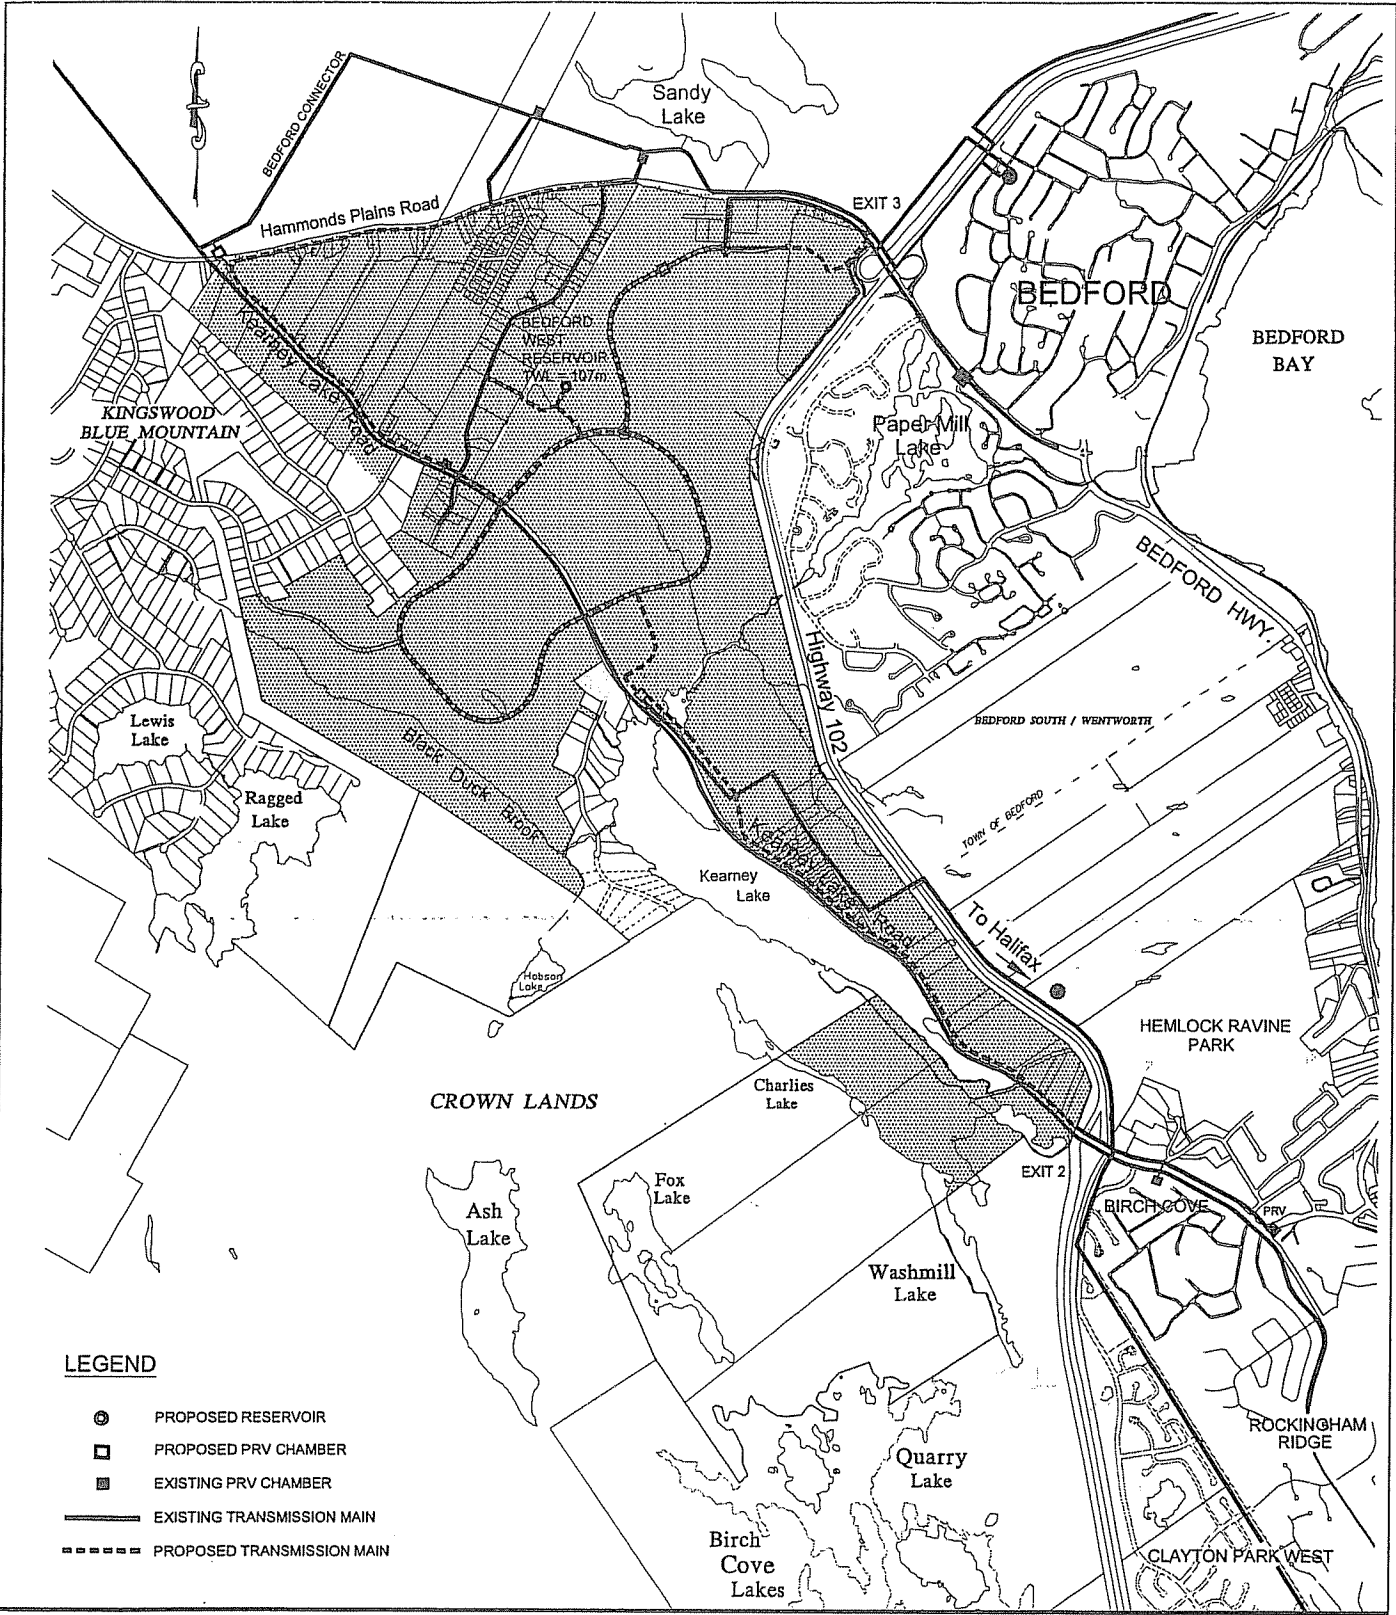 Sandy
Lake
BEDFORD CONNECTOR
Hammonds Plains Road
EXIT 3
BEDFORD
BEDFORD
BAY
BEDFORD
WEST
RESERVOIR
TWL = 107m
Kearney Lake Road
KINGSWOOD
BLUE MOUNTAIN
Paper Mill
Lake
BEDFORD HWY.
Highway 102
BEDFORD SOUTH / WENTWORTH
TOWN OF BEDFORD
Lewis
Lake
Ragged
Lake
Black Duck Brook
Kearney
Lake
Kearney Lake Road
To Halifax
Hobson
Lake
HEMLOCK RAVINE
PARK
CROWN LANDS
Charlies
Lake
EXIT 2
Fox
Lake
Ash
Lake
BIRCH COVE
PRV
Washmill
Lake
LEGEND
PROPOSED RESERVOIR
PROPOSED PRV CHAMBER
EXISTING PRV CHAMBER
EXISTING TRANSMISSION MAIN
PROPOSED TRANSMISSION MAIN
ROCKINGHAM
RIDGE
Quarry
Lake
Birch
Cove
Lakes
CLAYTON PARK WEST